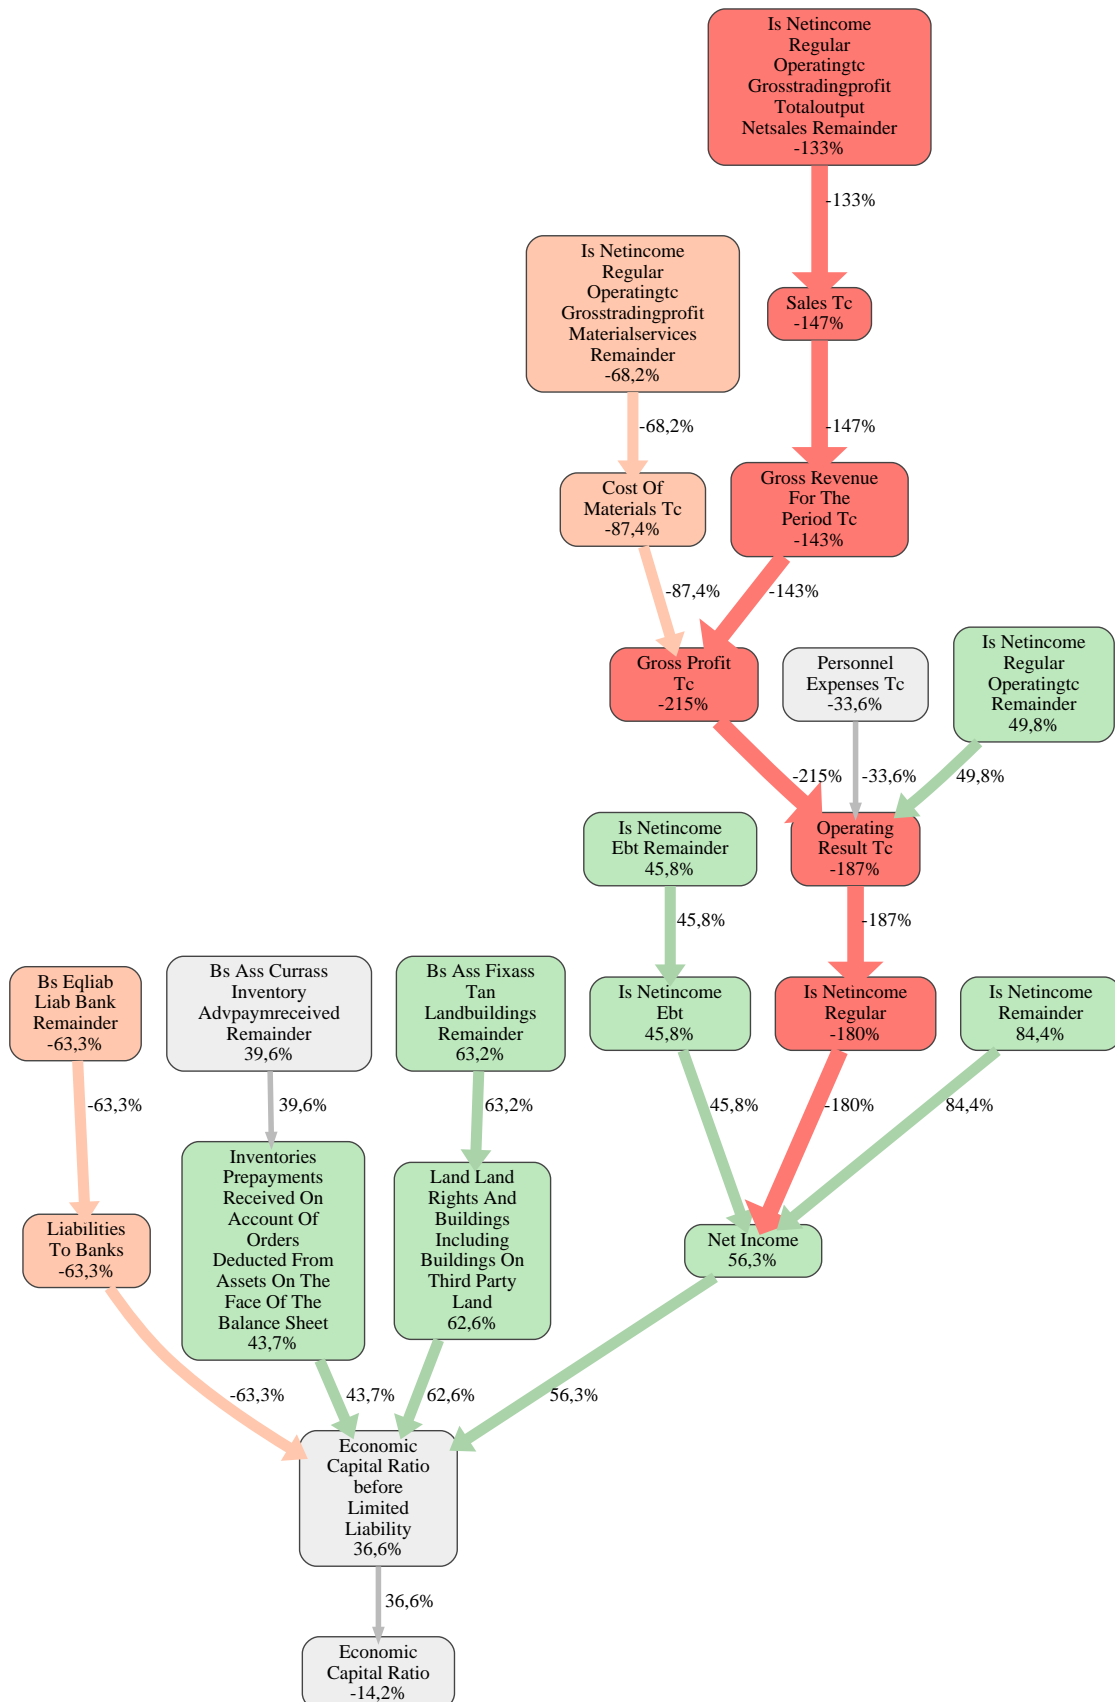 Is Netincome
Regular
Operatingtc
Grosstradingprofit
Totaloutput
Netsales Remainder
-133%
-133%
Is Netincome
Regular
Operatingtc
Grosstradingprofit
Materialservices
Remainder
-68,2%
Sales Tc
-147%
-68,2%
-147%
Cost Of
Materials Tc
-87,4%
Gross Revenue
For The
Period Tc
-143%
-87,4%
-143%
Gross Profit
Tc
-215%
Personnel
Expenses Tc
-33,6%
Is Netincome
Regular
Operatingtc
Remainder
49,8%
-215%
-33,6%
49,8%
Is Netincome
Ebt Remainder
45,8%
Operating
Result Tc
-187%
45,8%
-187%
Bs Eqliab
Liab Bank
Remainder
-63,3%
Bs Ass Currass
Inventory
Advpaymreceived
Remainder
39,6%
Bs Ass Fixass
Tan
Landbuildings
Remainder
63,2%
Is Netincome
Ebt
45,8%
Is Netincome
Regular
-180%
Is Netincome
Remainder
84,4%
-63,3%
39,6%
63,2%
45,8%
-180%
84,4%
Liabilities
To Banks
-63,3%
Inventories
Prepayments
Received On
Account Of
Orders
Deducted From
Assets On The
Face Of The
Balance Sheet
43,7%
Land Land
Rights And
Buildings
Including
Buildings On
Third Party
Land
62,6%
Net Income
56,3%
-63,3%
43,7%
62,6%
56,3%
Economic
Capital Ratio
before
Limited
Liability
36,6%
36,6%
Economic
Capital Ratio
-14,2%